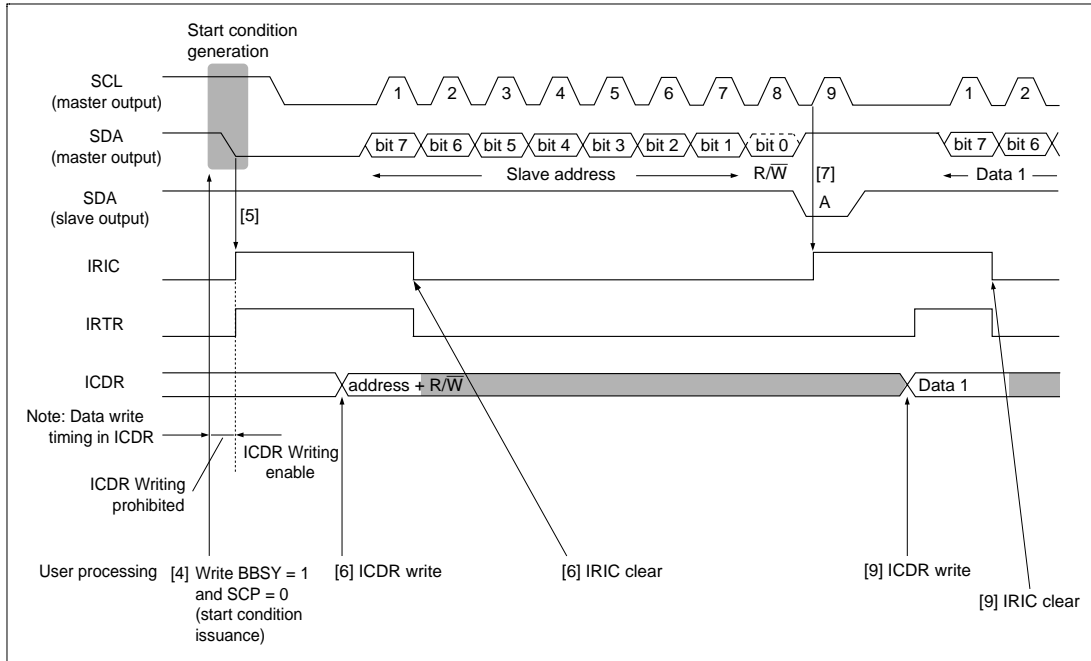 Start condition
generation
SCL
(master output)
1 2 3 4 5 6 7 8 9 1 2
SDA
(master output)
bit 7 bit 6 bit 5 bit 4 bit 3 bit 2 bit 1 bit 0 bit 7 bit 6
Slave address R/W̅ Data 1
[7]
SDA
(slave output)
A
[5]
IRIC
IRTR
ICDR
address + R/W̅ Data 1
Note: Data write
timing in ICDR
ICDR Writing
enable
ICDR Writing
prohibited
User processing [4] Write BBSY = 1
and SCP = 0
(start condition
issuance)
[6] ICDR write
[6] IRIC clear
[9] ICDR write
[9] IRIC clear